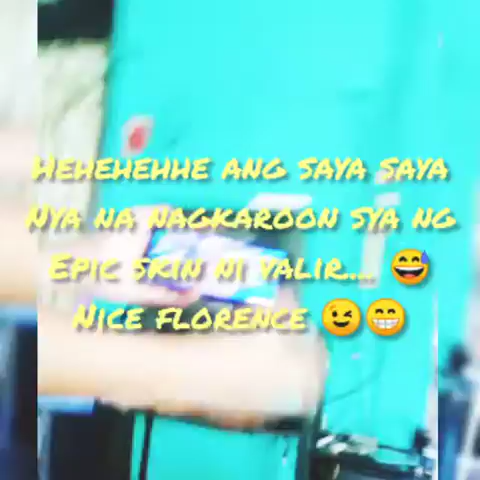 Hehehehhe ang saya saya
Nya na nagkaroon sya ng
Epic skin ni valir.... 😅
Nice florence 😉😁